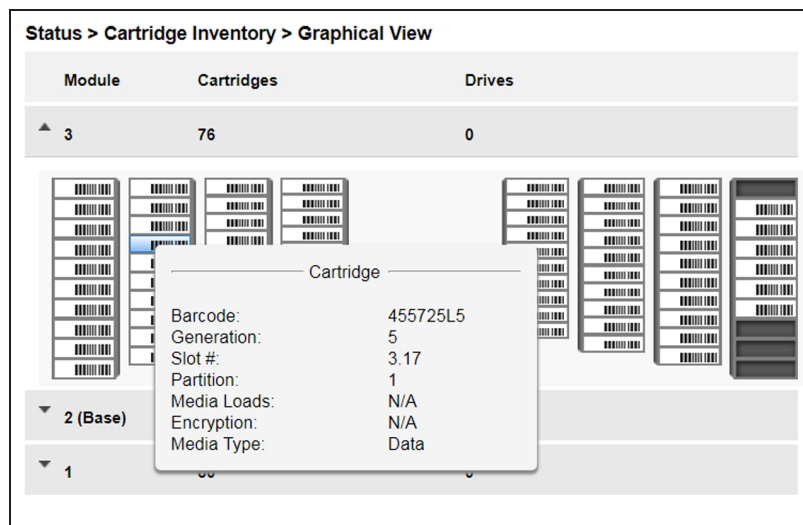 Status > Cartridge Inventory > Graphical View
Module Cartridges Drives
3 76 0
Cartridge
Barcode: 455725L5
Generation: 5
Slot #: 3.17
Partition: 1
Media Loads: N/A
Encryption: N/A
Media Type: Data
2 (Base)
1